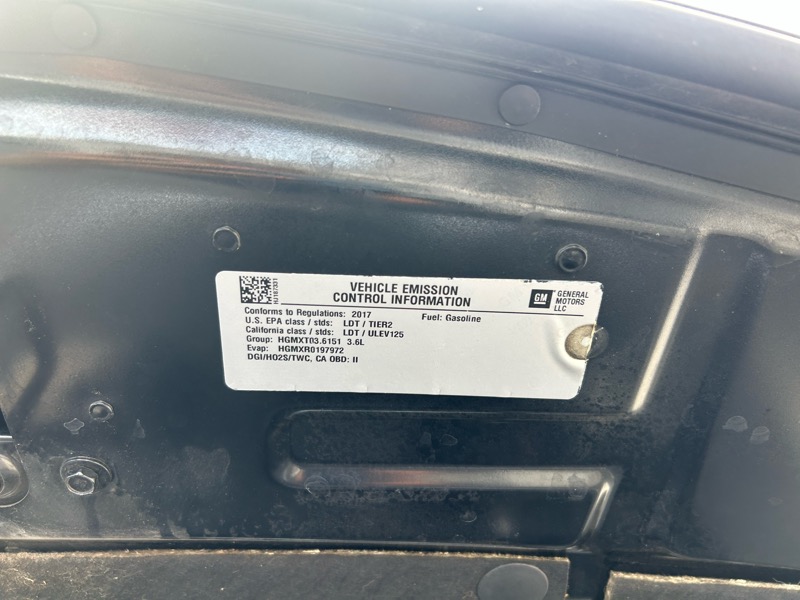 VEHICLE EMISSION
CONTROL INFORMATION
GM GENERAL
MOTORS
LLC
Conforms to Regulations: 2017 Fuel: Gasoline
U.S. EPA class / stds: LDT / TIER2
California class / stds: LDT / ULEV125
Group: HGMXT03.6151 3.6L
Evap: HGMXR0197972
DGI/HO2S/TWC, CA OBD: II